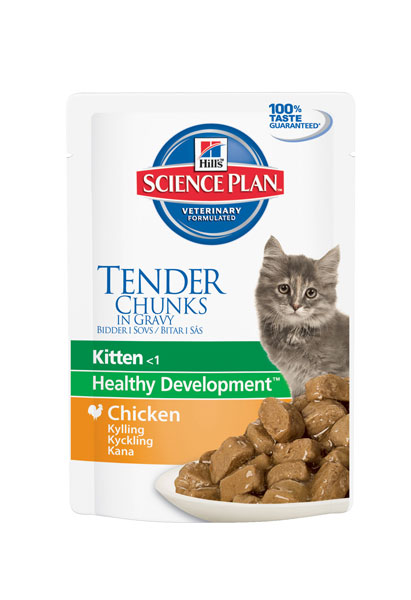 100%
TASTE
GUARANTEED*
Hill's
SCIENCE PLAN™
VETERINARY
FORMULATED
TENDER
CHUNKS
IN GRAVY
BIDDER I SOVS / BITAR I SÅS
Kitten <1
Healthy Development™
Chicken
Kylling
Kyckling
Kana